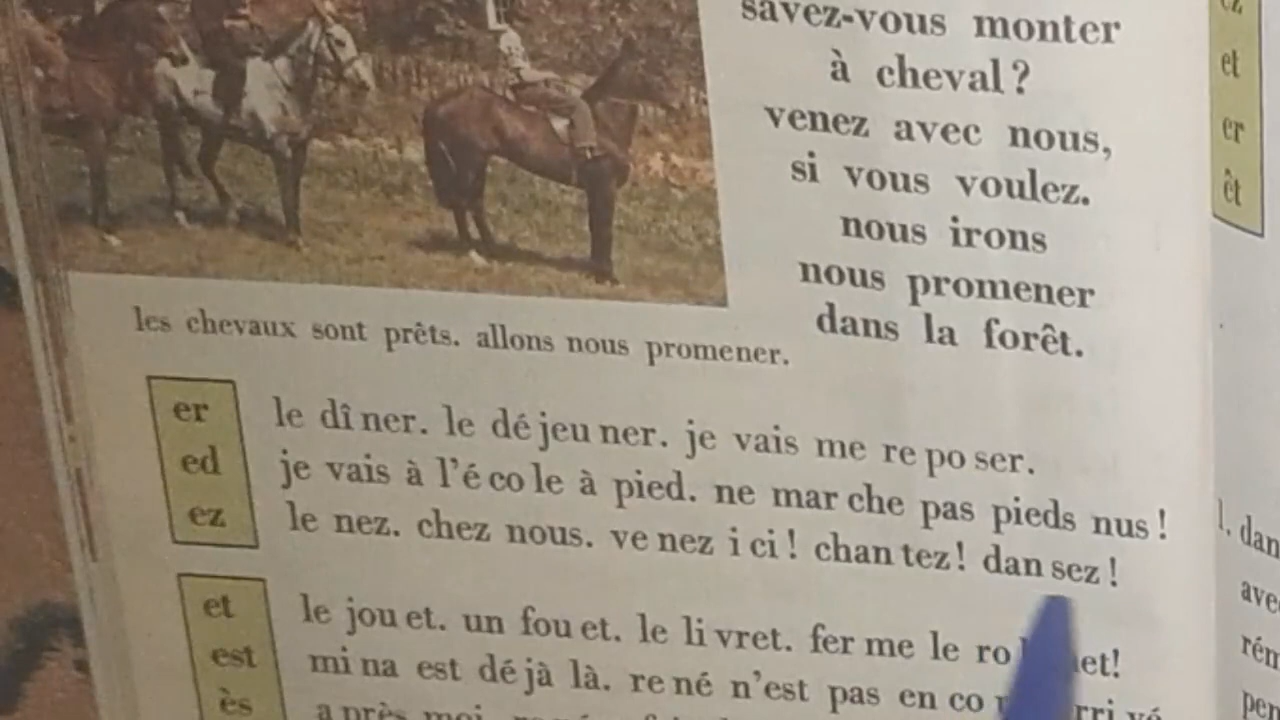 savez-vous monter
à cheval ?
venez avec nous,
si vous voulez.
nous irons
nous promener
dans la forêt.
les chevaux sont prêts. allons nous promener.
er
ed
ez
le dî ner. le dé jeu ner. je vais me re po ser.
je vais à l'é co le à pied. ne mar che pas pieds nus !
le nez. chez nous. ve nez i ci ! chan tez ! dan sez !
et
est
ès
le jou et. un fou et. le li vret. fer me le
mi na est dé jà là. re né n'est pas en co
a près moi.
et
er
êt